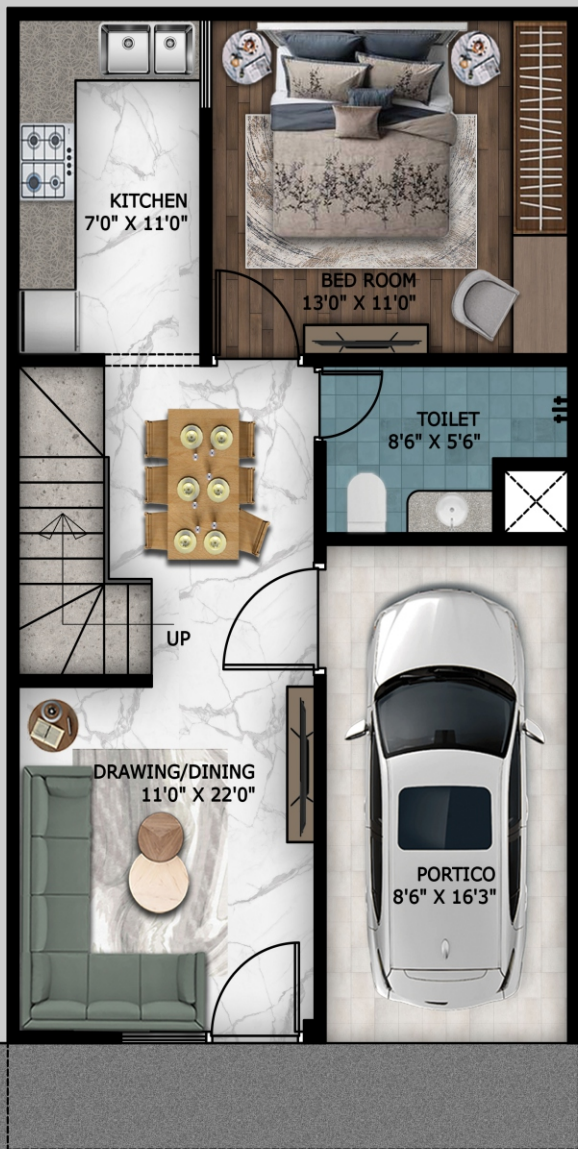 KITCHEN
7'0" X 11'0"
BED ROOM
13'0" X 11'0"
TOILET
8'6" X 5'6"
UP
DRAWING/DINING
11'0" X 22'0"
PORTICO
8'6" X 16'3"